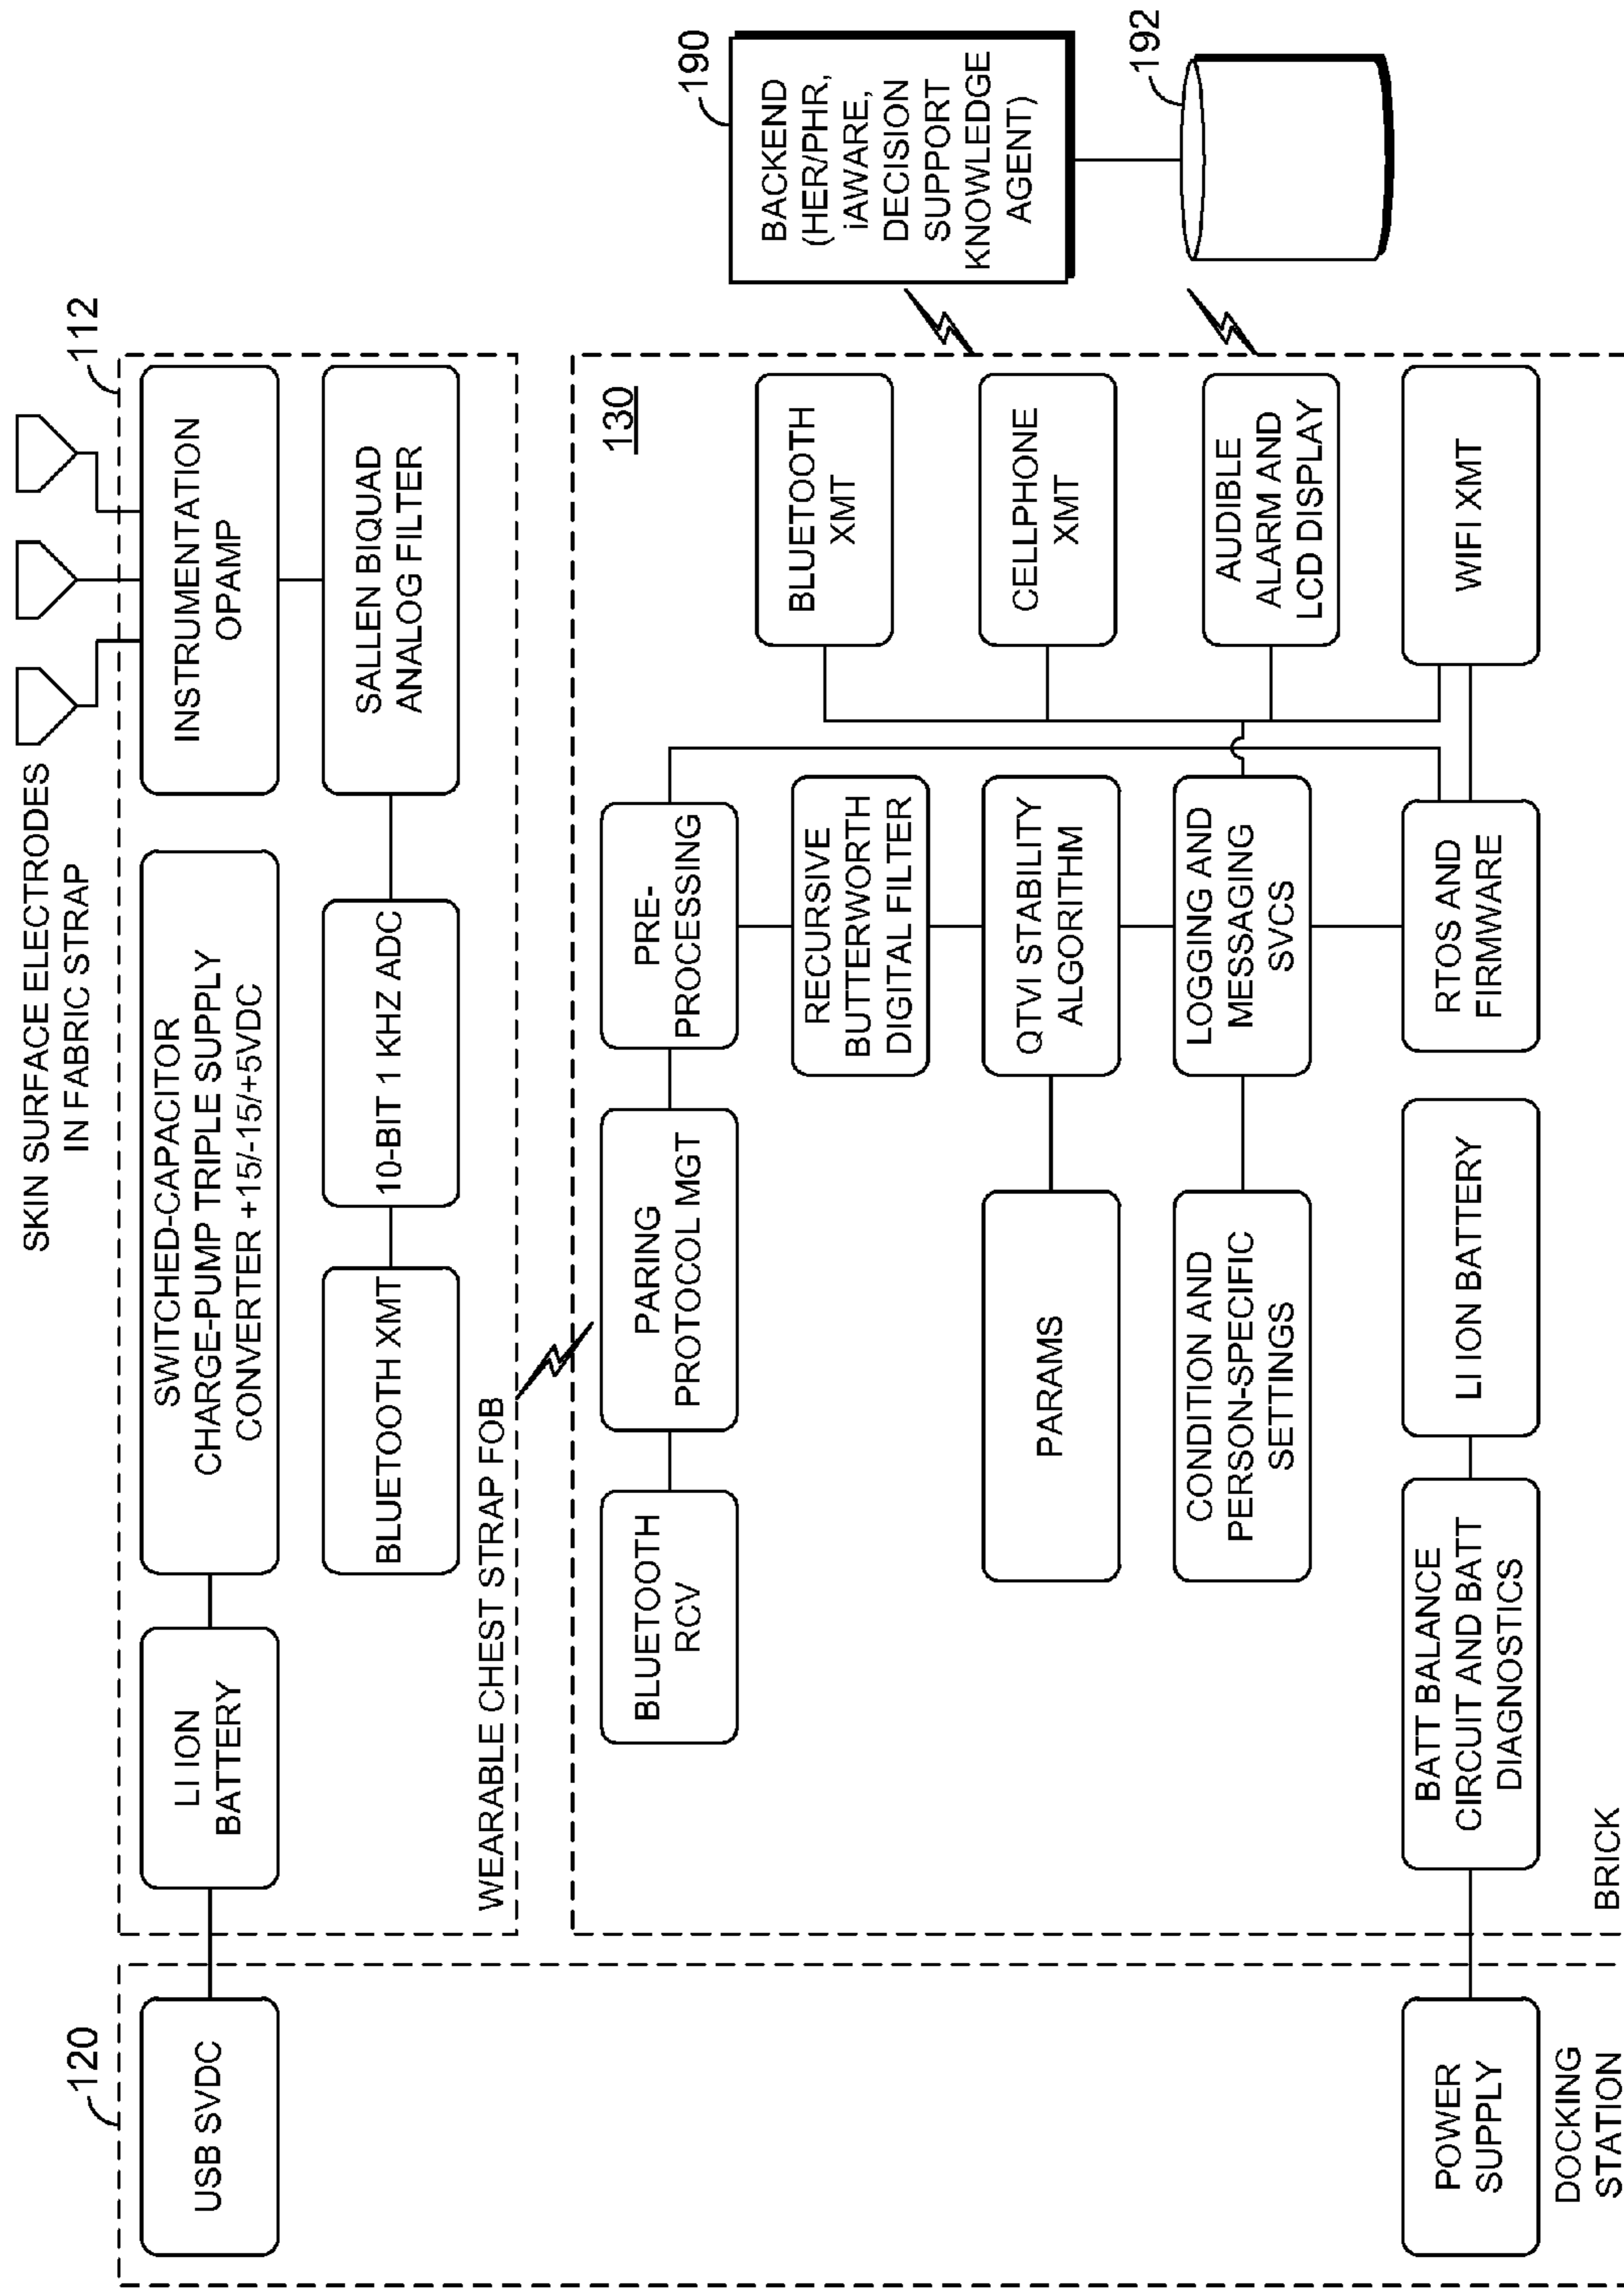 SKIN SURFACE ELECTRODES
IN FABRIC STRAP
120
USB SVDC
POWER
SUPPLY
DOCKING
STATION
112
LI ION
BATTERY
SWITCHED-CAPACITOR
CHARGE-PUMP TRIPLE SUPPLY
CONVERTER +15/-15/+5VDC
INSTRUMENTATION
OPAMP
BLUETOOTH XMT
10-BIT 1 KHZ ADC
SALLEN BIQUAD
ANALOG FILTER
WEARABLE CHEST STRAP FOB
130
BLUETOOTH
RCV
PARING
PROTOCOL MGT
PRE-
PROCESSING
RECURSIVE
BUTTERWORTH
DIGITAL FILTER
BLUETOOTH
XMT
PARAMS
QTVI STABILITY
ALGORITHM
CELLPHONE
XMT
CONDITION AND
PERSON-SPECIFIC
SETTINGS
LOGGING AND
MESSAGING
SVCS
AUDIBLE
ALARM AND
LCD DISPLAY
BATT BALANCE
CIRCUIT AND BATT
DIAGNOSTICS
LI ION BATTERY
RTOS AND
FIRMWARE
WIFI XMT
BRICK
190
BACKEND
(HER/PHR,
iAWARE,
DECISION
SUPPORT
KNOWLEDGE
AGENT)
192